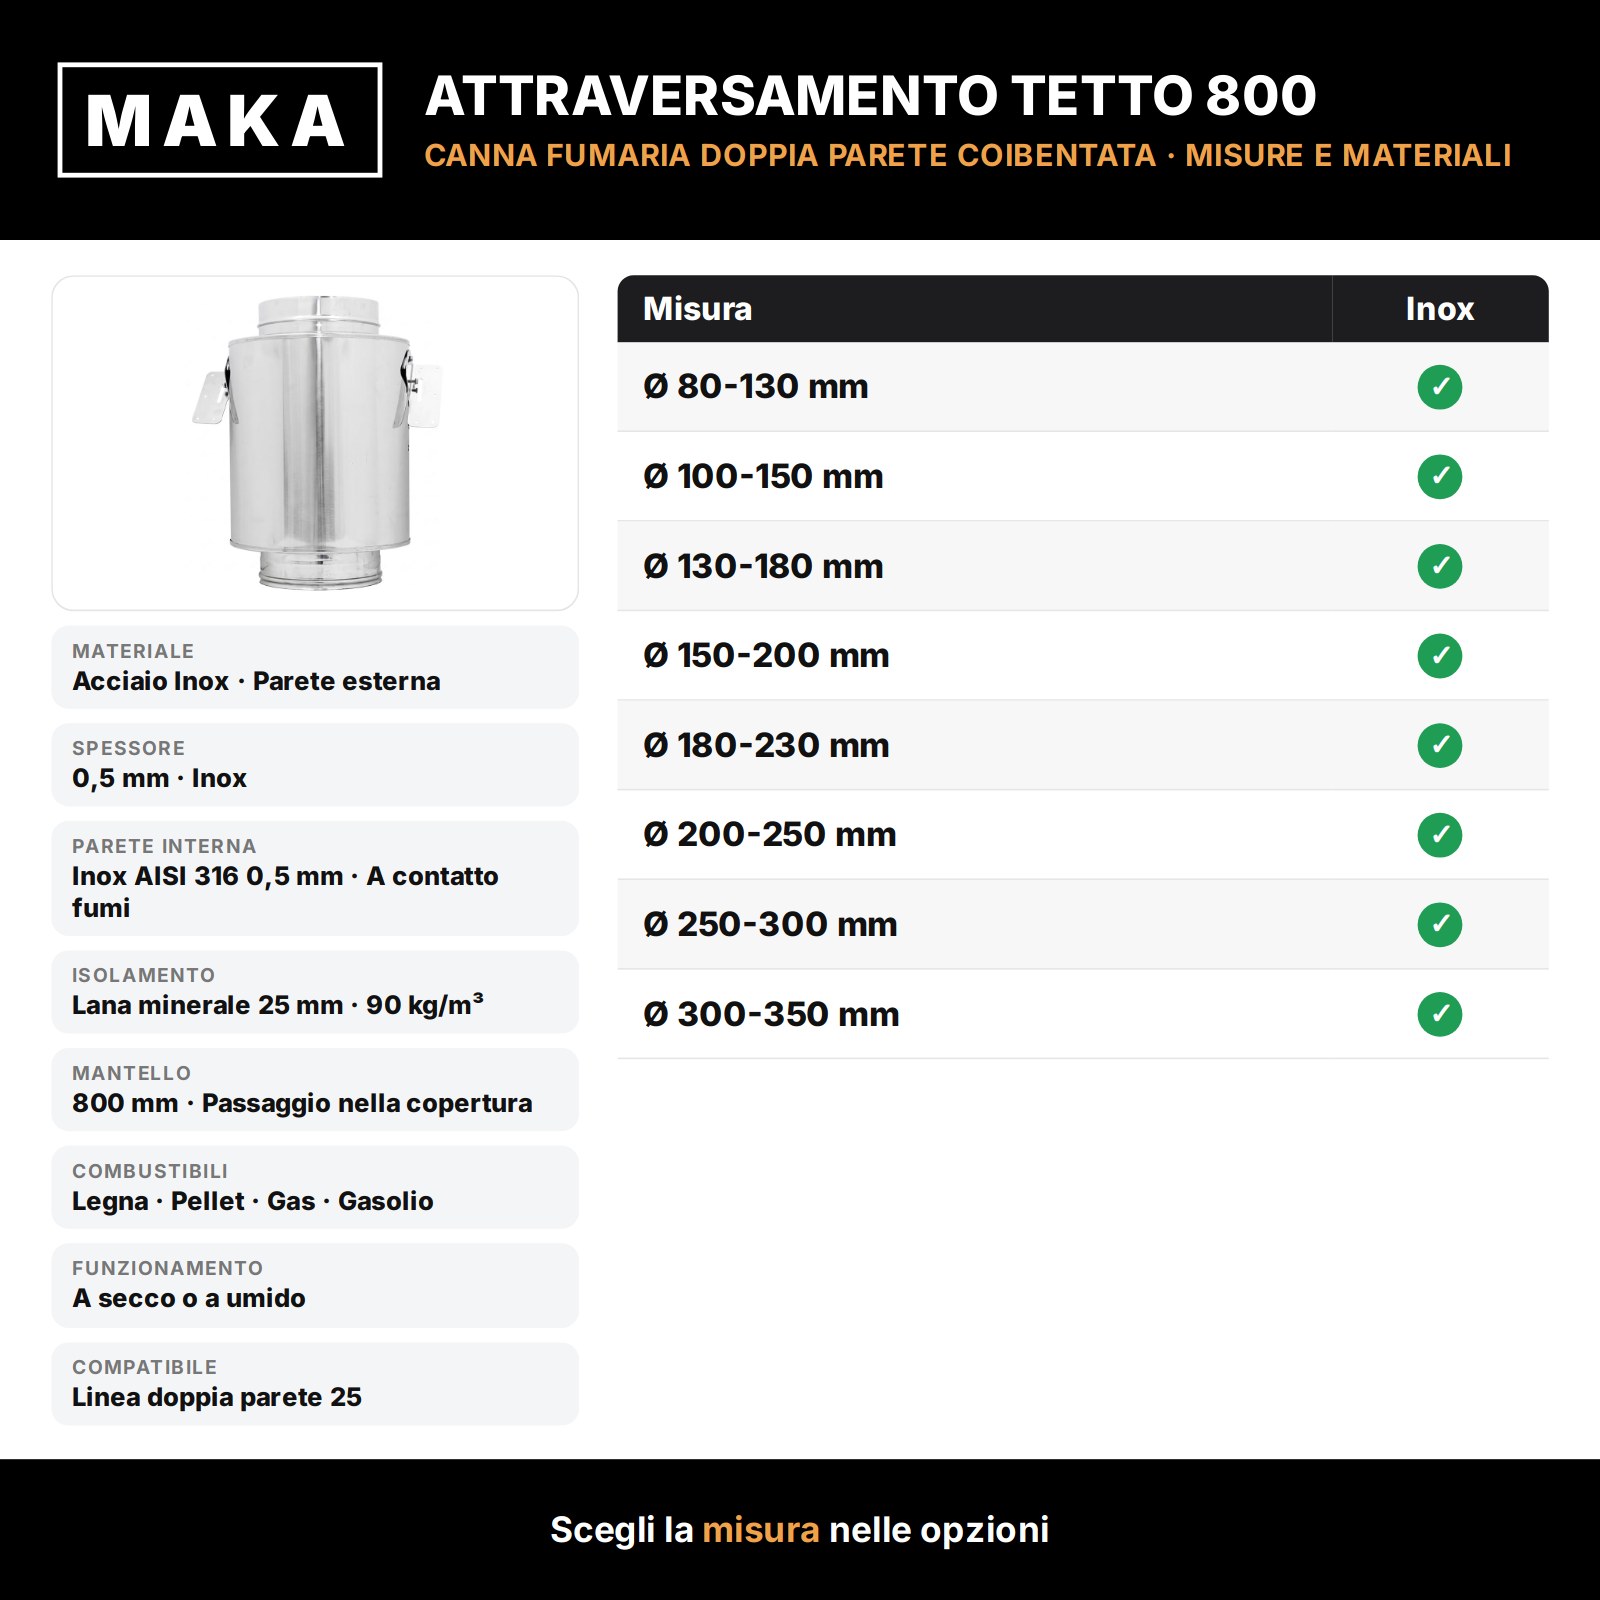 MAKA
ATTRAVERSAMENTO TETTO 800
CANNA FUMARIA DOPPIA PARETE COIBENTATA · MISURE E MATERIALI
MATERIALE
Acciaio Inox · Parete esterna
SPESSORE
0,5 mm · Inox
PARETE INTERNA
Inox AISI 316 0,5 mm · A contatto
fumi
ISOLAMENTO
Lana minerale 25 mm · 90 kg/m³
MANTELLO
800 mm · Passaggio nella copertura
COMBUSTIBILI
Legna · Pellet · Gas · Gasolio
FUNZIONAMENTO
A secco o a umido
COMPATIBILE
Linea doppia parete 25
Misura Inox
Ø 80-130 mm ✓
Ø 100-150 mm ✓
Ø 130-180 mm ✓
Ø 150-200 mm ✓
Ø 180-230 mm ✓
Ø 200-250 mm ✓
Ø 250-300 mm ✓
Ø 300-350 mm ✓
Scegli la misura nelle opzioni